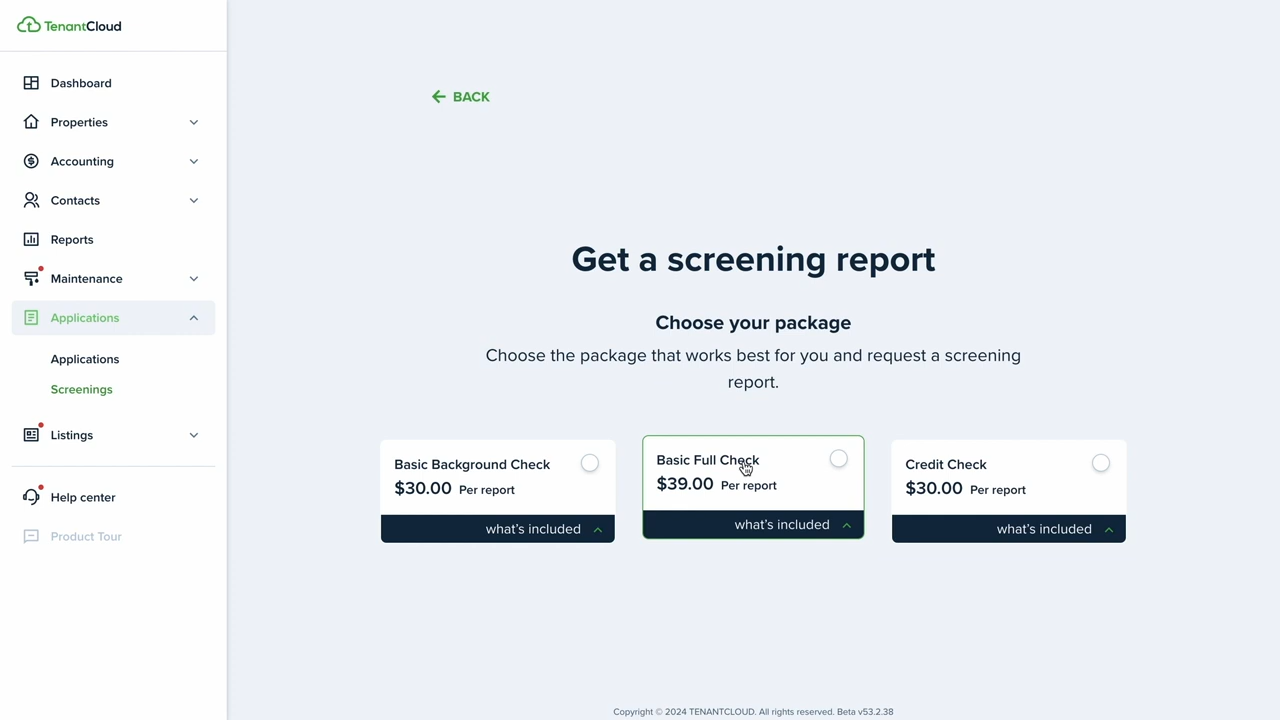 TenantCloud
Dashboard
Properties
Accounting
Contacts
Reports
Maintenance
Applications
Applications
Screenings
Listings
Help center
Product Tour
BACK
Get a screening report
Choose your package
Choose the package that works best for you and request a screening
report.
Basic Background Check
$30.00 Per report
what's included
Basic Full Check
$39.00 Per report
what's included
Credit Check
$30.00 Per report
what's included
Copyright © 2024 TENANTCLOUD. All rights reserved. Beta v53.2.38